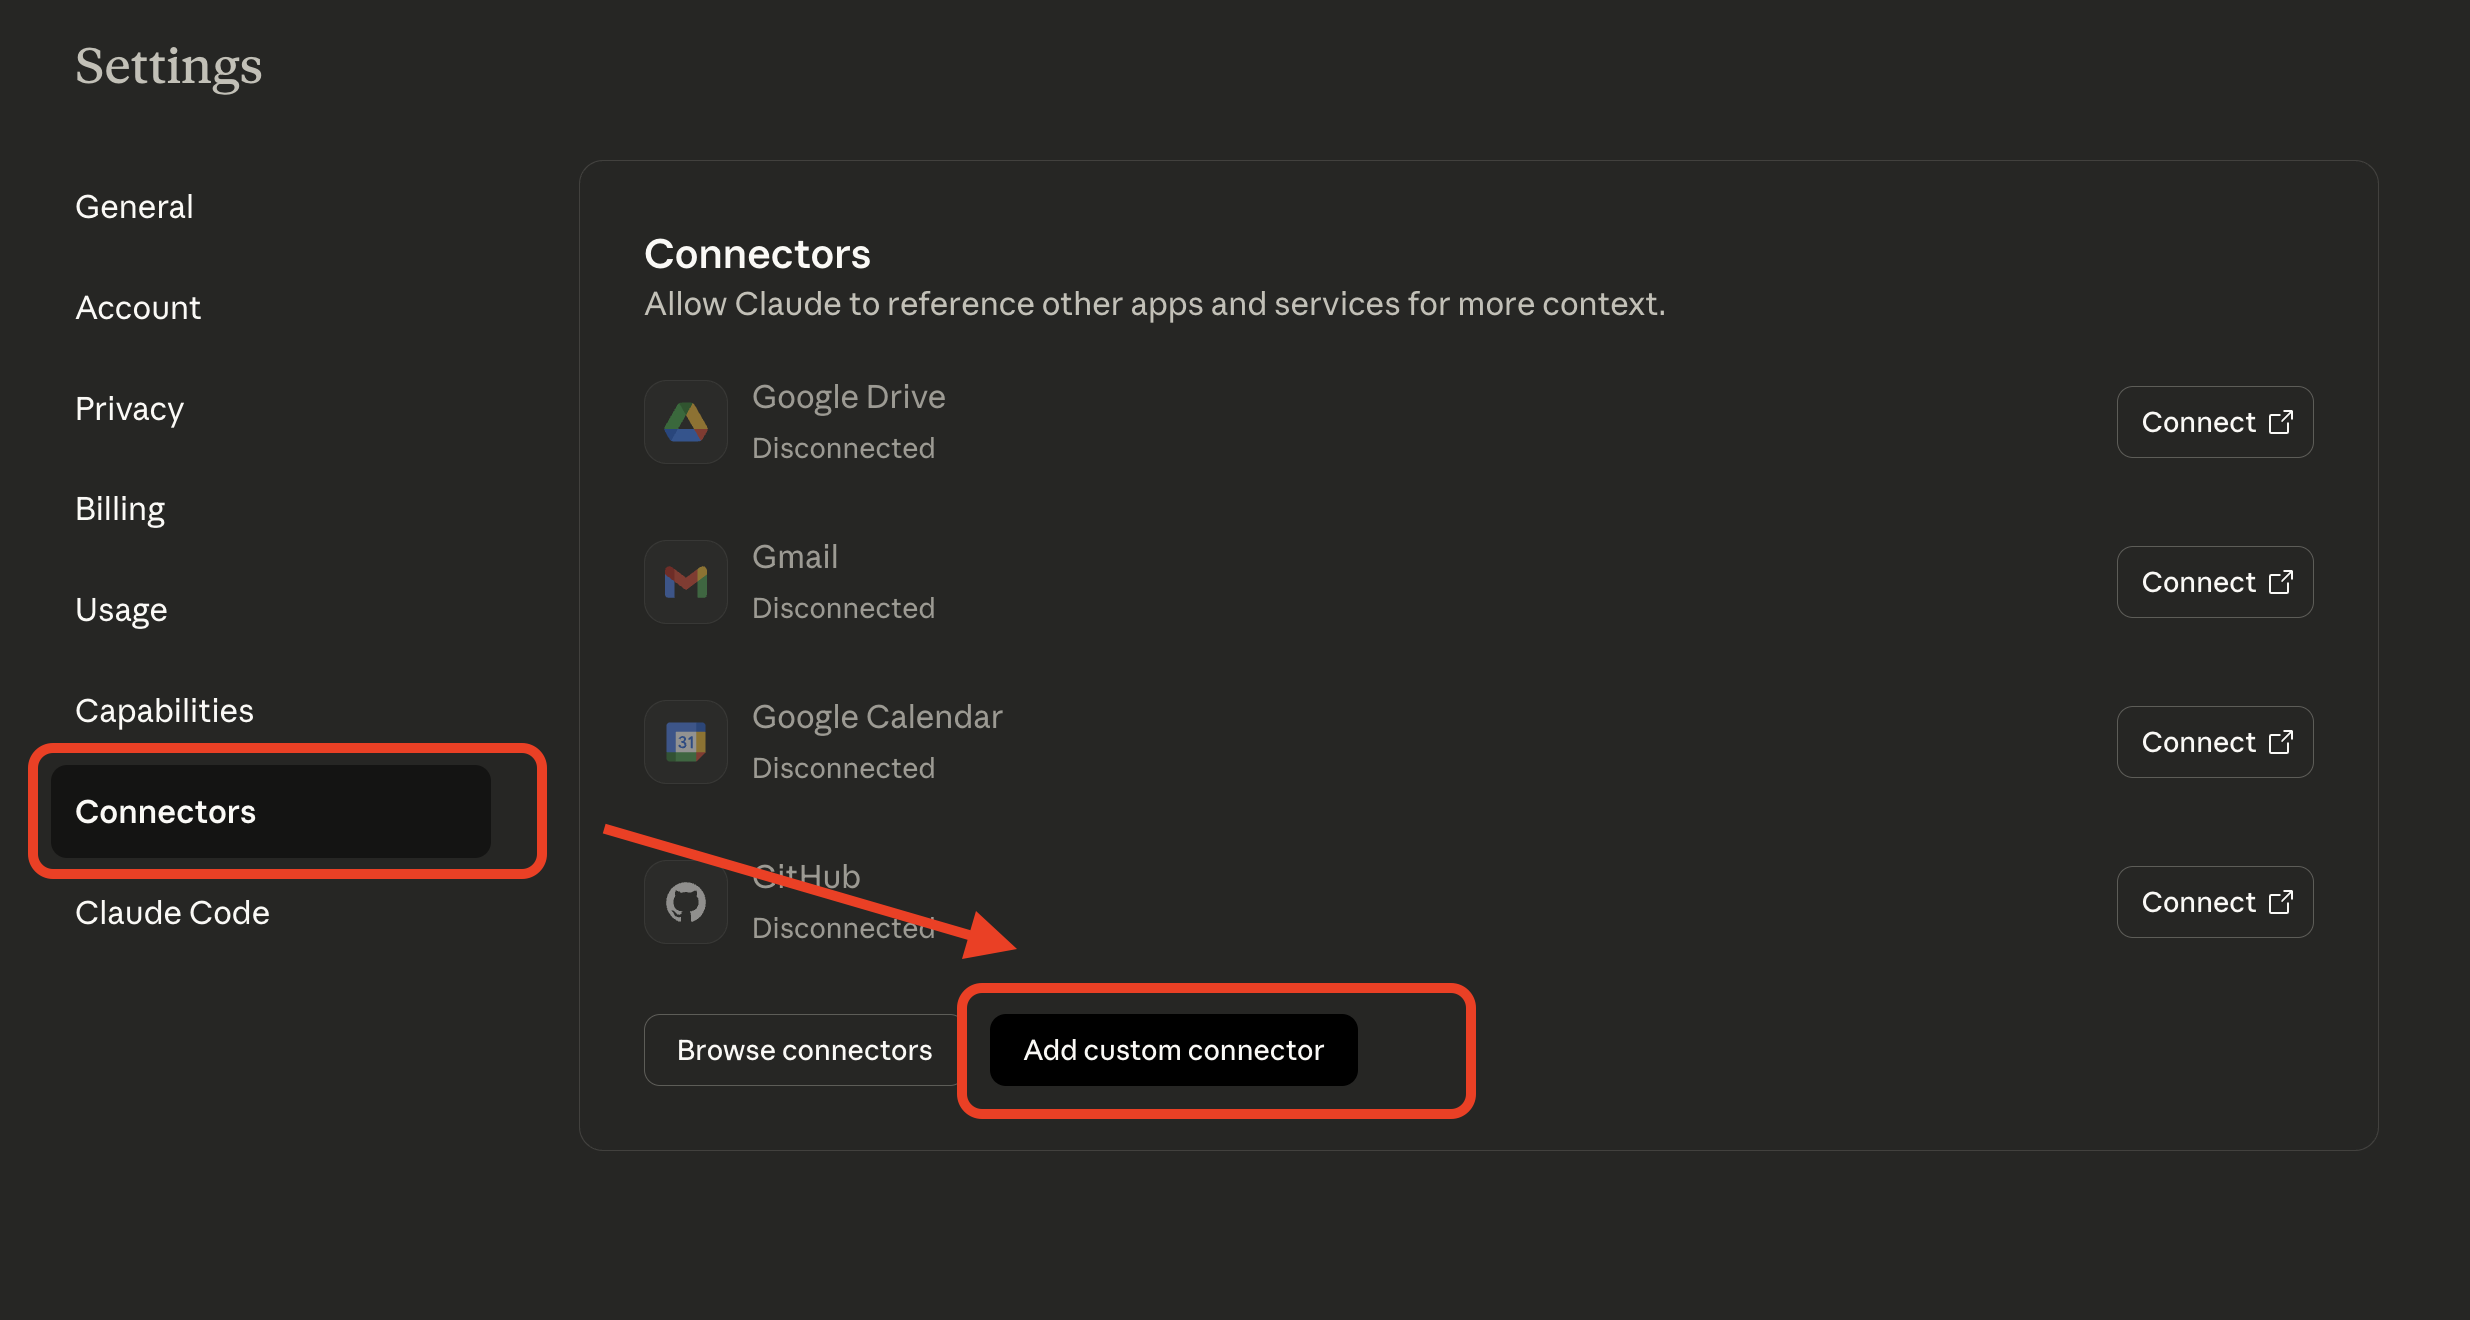 Settings
General
Account
Privacy
Billing
Usage
Capabilities
Connectors
Claude Code
Connectors
Allow Claude to reference other apps and services for more context.
Google Drive
Disconnected
Connect
Gmail
Disconnected
Connect
31
Google Calendar
Disconnected
Connect
GitHub
Disconnected
Connect
Browse connectors
Add custom connector